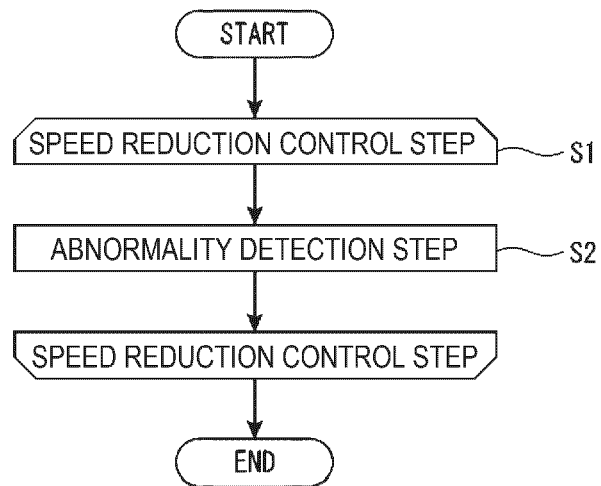 START
SPEED REDUCTION CONTROL STEP
S1
ABNORMALITY DETECTION STEP
S2
SPEED REDUCTION CONTROL STEP
END